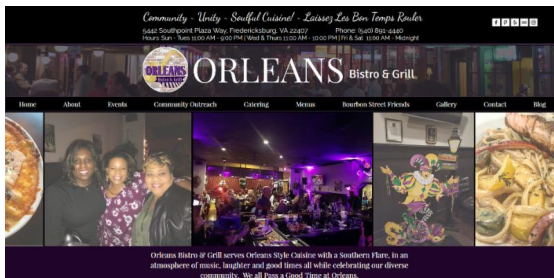 Community ~ Unity ~ Soulful Cuisine! ~ Laissez Les Bon Temps Rouler
5442 Southpoint Plaza Way, Fredericksburg, VA 22407 Phone: (540) 891-4440
Hours: Sun - Tues 11:00 AM - 9:00 PM | Wed & Thurs 11:00 AM - 10:00 PM | Fri & Sat 11:00 AM - Midnight
ORLEANS
Bistro & Grill
ORLEANS Bistro & Grill
Home About Events Community Outreach Catering Menus Bourbon Street Friends Gallery Contact Blog
Orleans Bistro & Grill serves Orleans Style Cuisine with a Southern Flare, in an
atmosphere of music, laughter and good times all while celebrating our diverse
community. We all Pass a Good Time at Orleans.